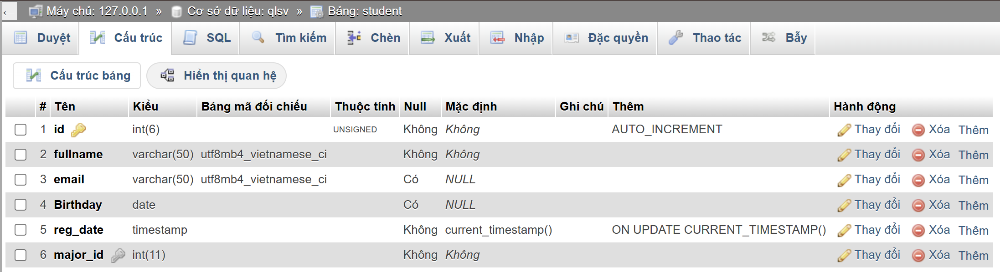 ← Máy chủ: 127.0.0.1 » Cơ sở dữ liệu: qlsv » Bảng: student
Duyệt Cấu trúc SQL Tìm kiếm Chèn Xuất Nhập Đặc quyền Thao tác Bẫy
Cấu trúc bảng Hiển thị quan hệ
# Tên Kiểu Bảng mã đối chiếu Thuộc tính Null Mặc định Ghi chú Thêm Hành động
1 id int(6) UNSIGNED Không Không AUTO_INCREMENT Thay đổi Xóa Thêm
2 fullname varchar(50) utf8mb4_vietnamese_ci Không Không Thay đổi Xóa Thêm
3 email varchar(50) utf8mb4_vietnamese_ci Có NULL Thay đổi Xóa Thêm
4 Birthday date Có NULL Thay đổi Xóa Thêm
5 reg_date timestamp Không current_timestamp() ON UPDATE CURRENT_TIMESTAMP() Thay đổi Xóa Thêm
6 major_id int(11) Không Không Thay đổi Xóa Thêm